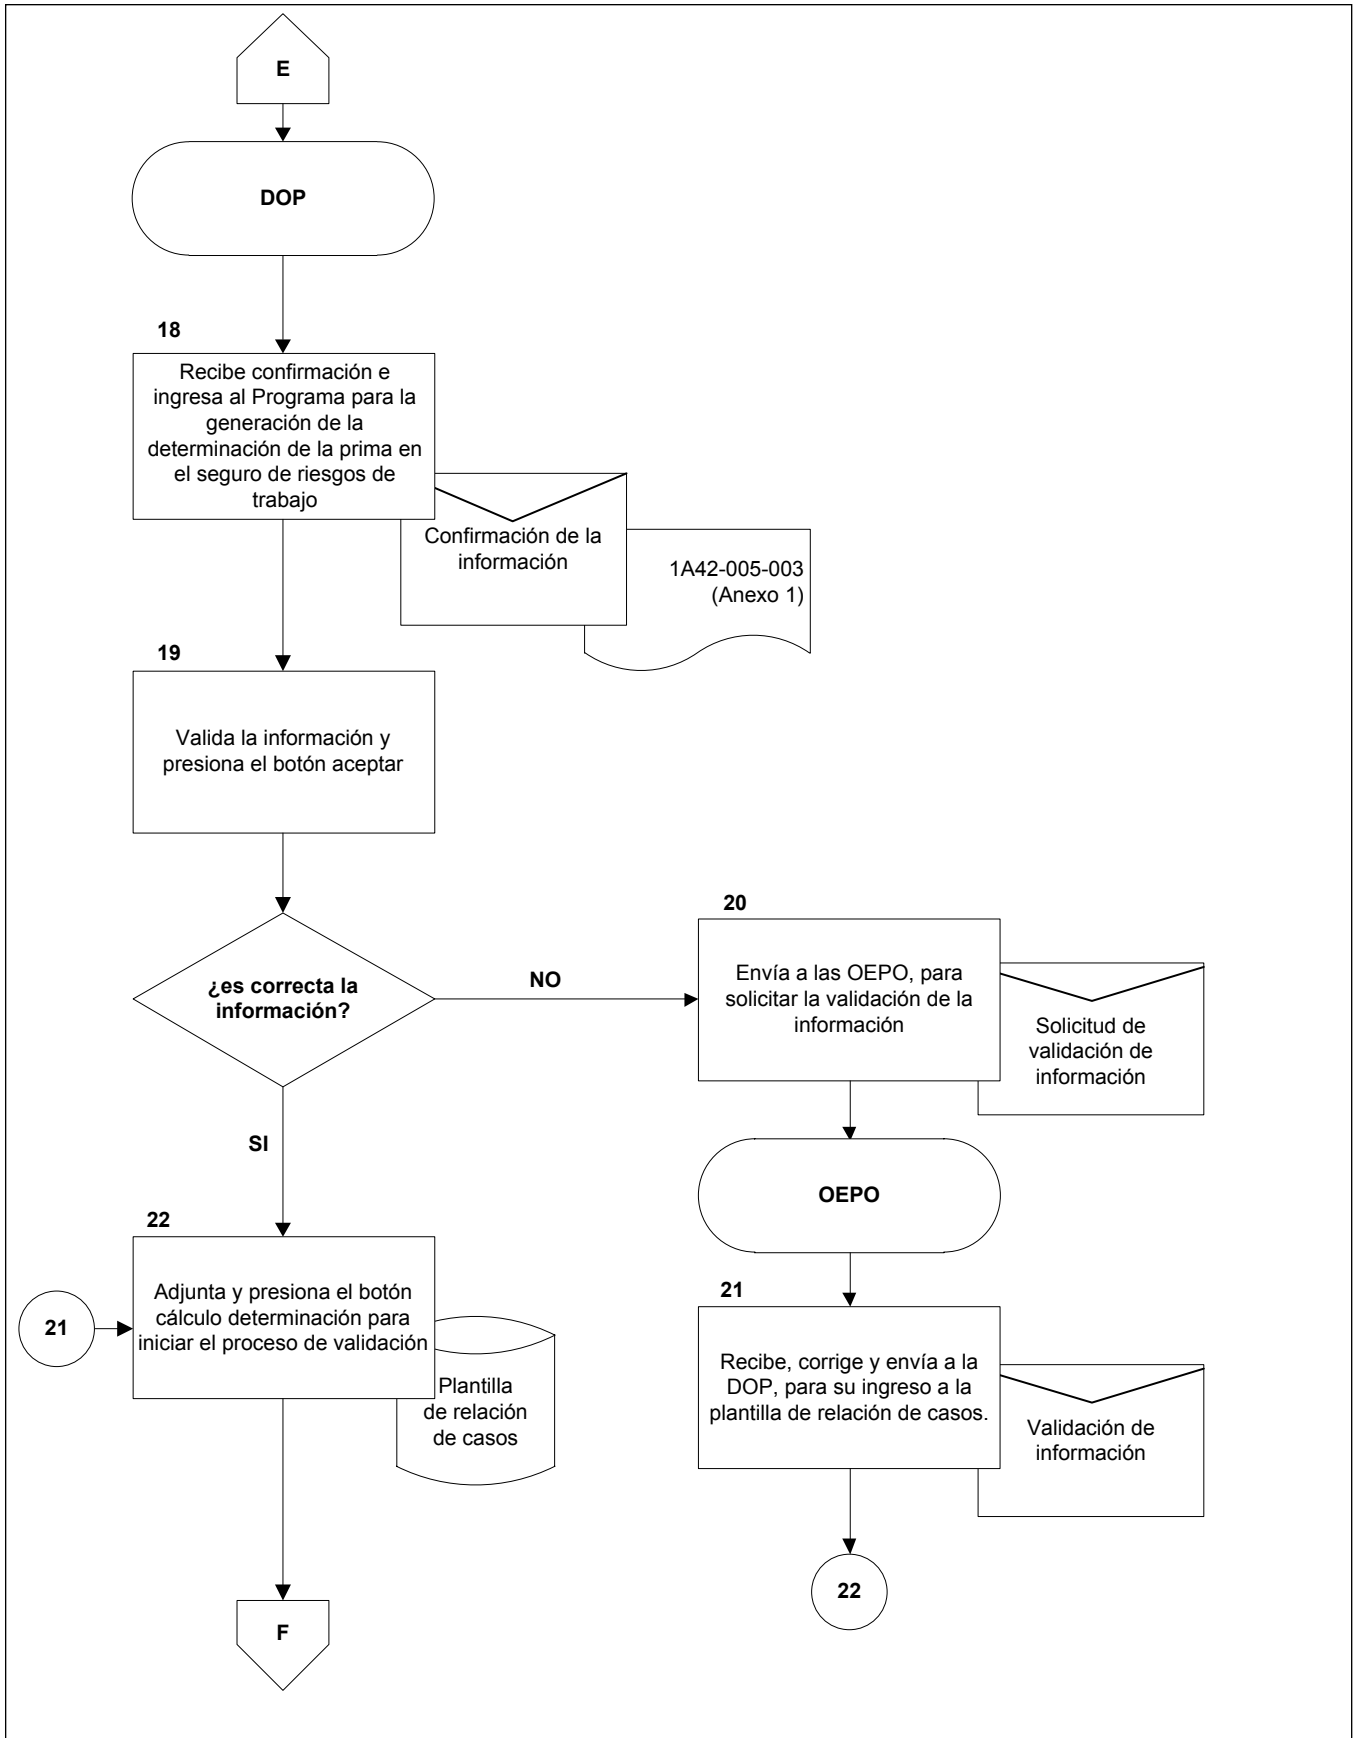 E
DOP
18
Recibe confirmación e
ingresa al Programa para la
generación de la
determinación de la prima en
el seguro de riesgos de
trabajo
Confirmación de la
información
1A42-005-003
(Anexo 1)
19
Valida la información y
presiona el botón aceptar
¿es correcta la
información?
NO
20
Envía a las OEPO, para
solicitar la validación de la
información
Solicitud de
validación de
información
SI
OEPO
22
Adjunta y presiona el botón
cálculo determinación para
iniciar el proceso de validación
21
Plantilla
de relación
de casos
21
Recibe, corrige y envía a la
DOP, para su ingreso a la
plantilla de relación de casos.
Validación de
información
22
F